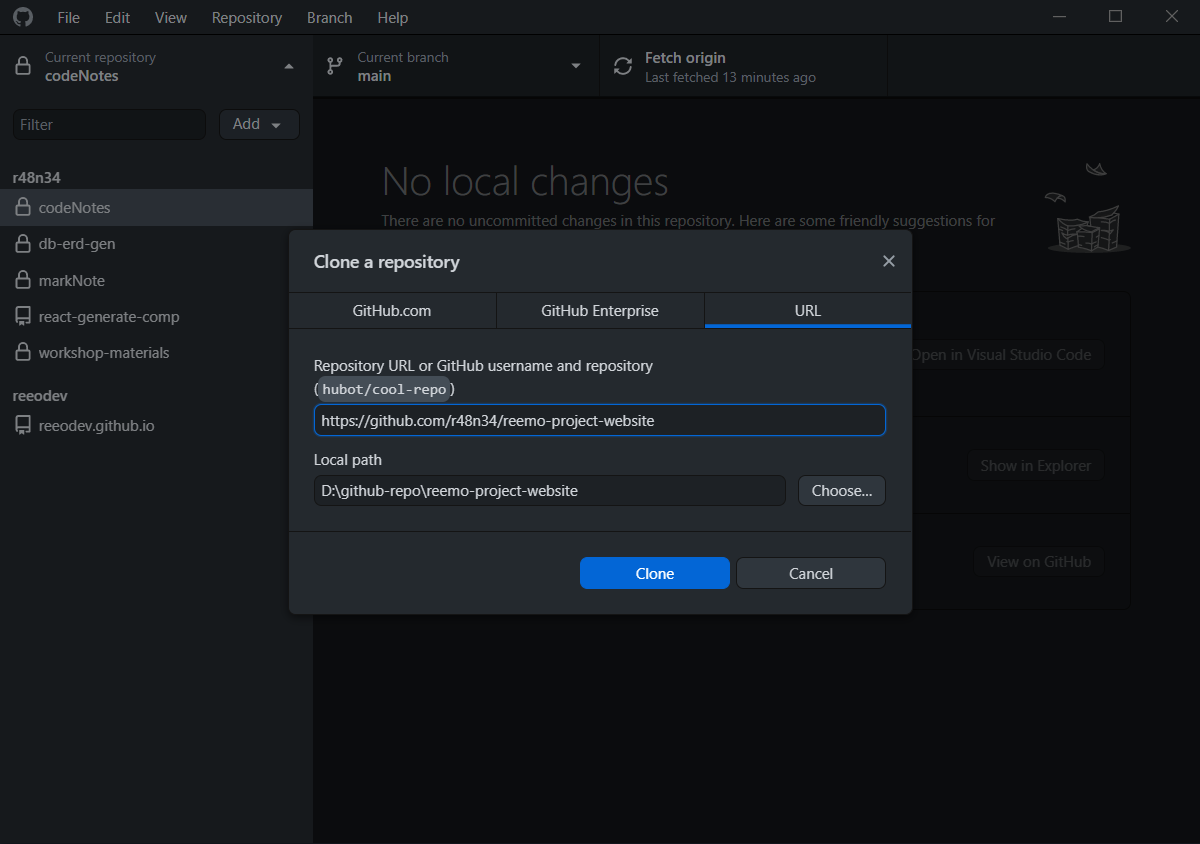 File Edit View Repository Branch Help
Current repository
codeNotes
Current branch
main
Fetch origin
Last fetched 13 minutes ago
Filter
Add
r48n34
codeNotes
db-erd-gen
markNote
react-generate-comp
workshop-materials
reeodev
reeodev.github.io
No local changes
There are no uncommitted changes in this repository. Here are some friendly suggestions for
Open in Visual Studio Code
Show in Explorer
View on GitHub
Clone a repository
GitHub.com GitHub Enterprise URL
Repository URL or GitHub username and repository
(hubot/cool-repo)
https://github.com/r48n34/reemo-project-website
Local path
D:\github-repo\reemo-project-website
Choose...
Clone Cancel